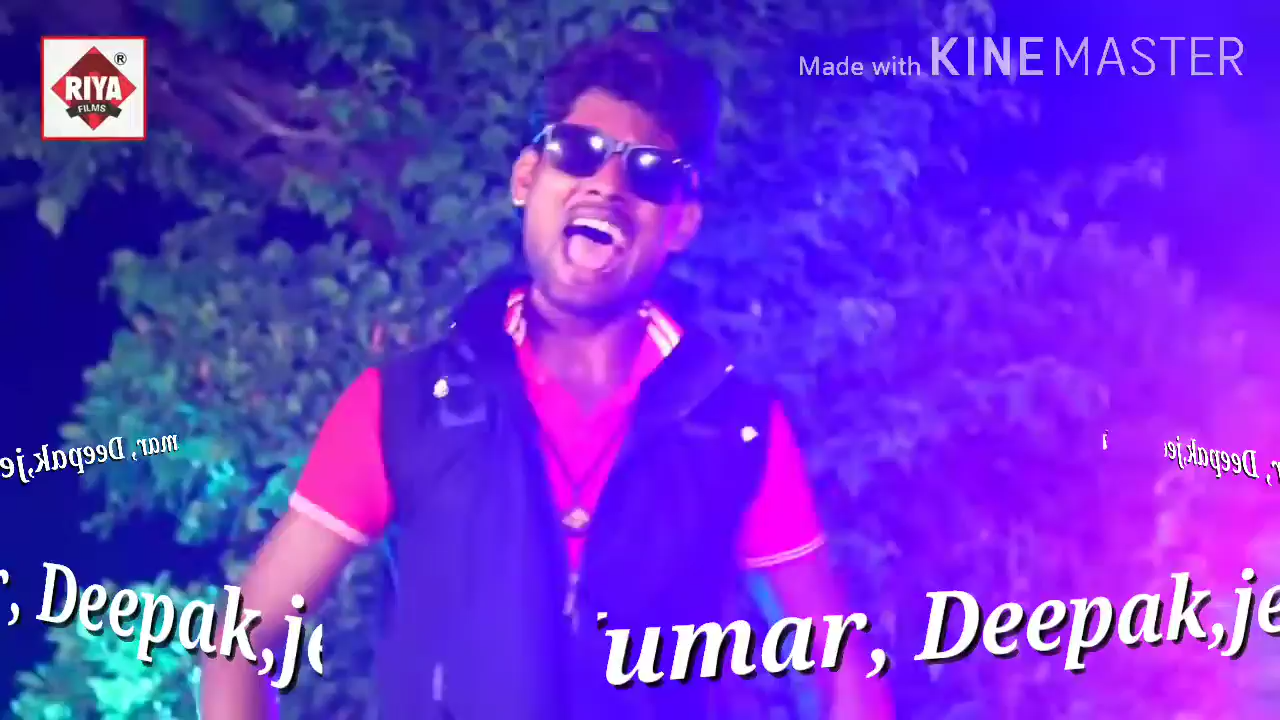 RIYA
FILMS
®
Made with KINEMASTER
mar, Deepak,je
, Deepak,je
, Deepak,je
umar, Deepak,je